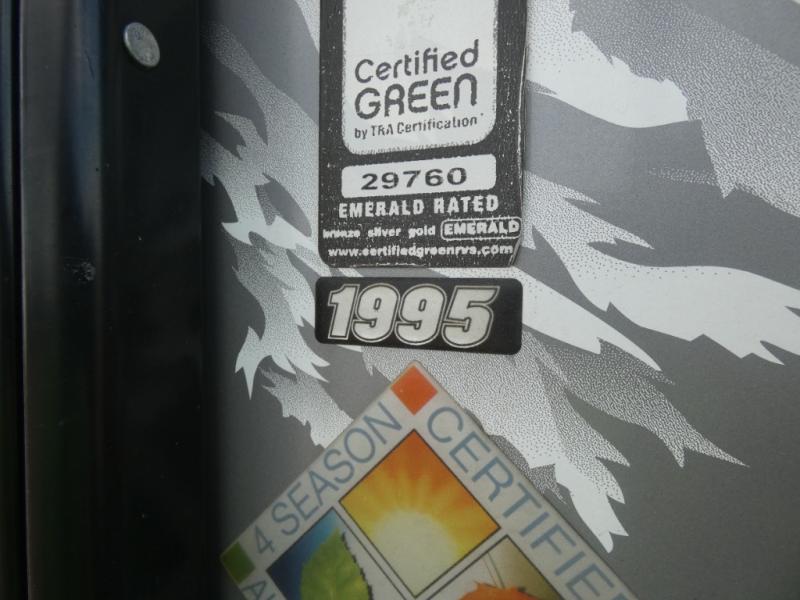 Certified
GREEN
by TRA Certification
29760
EMERALD RATED
bronze silver gold EMERALD
www.certifiedgreenrvs.com
1995
4 SEASON
CERTIFIE